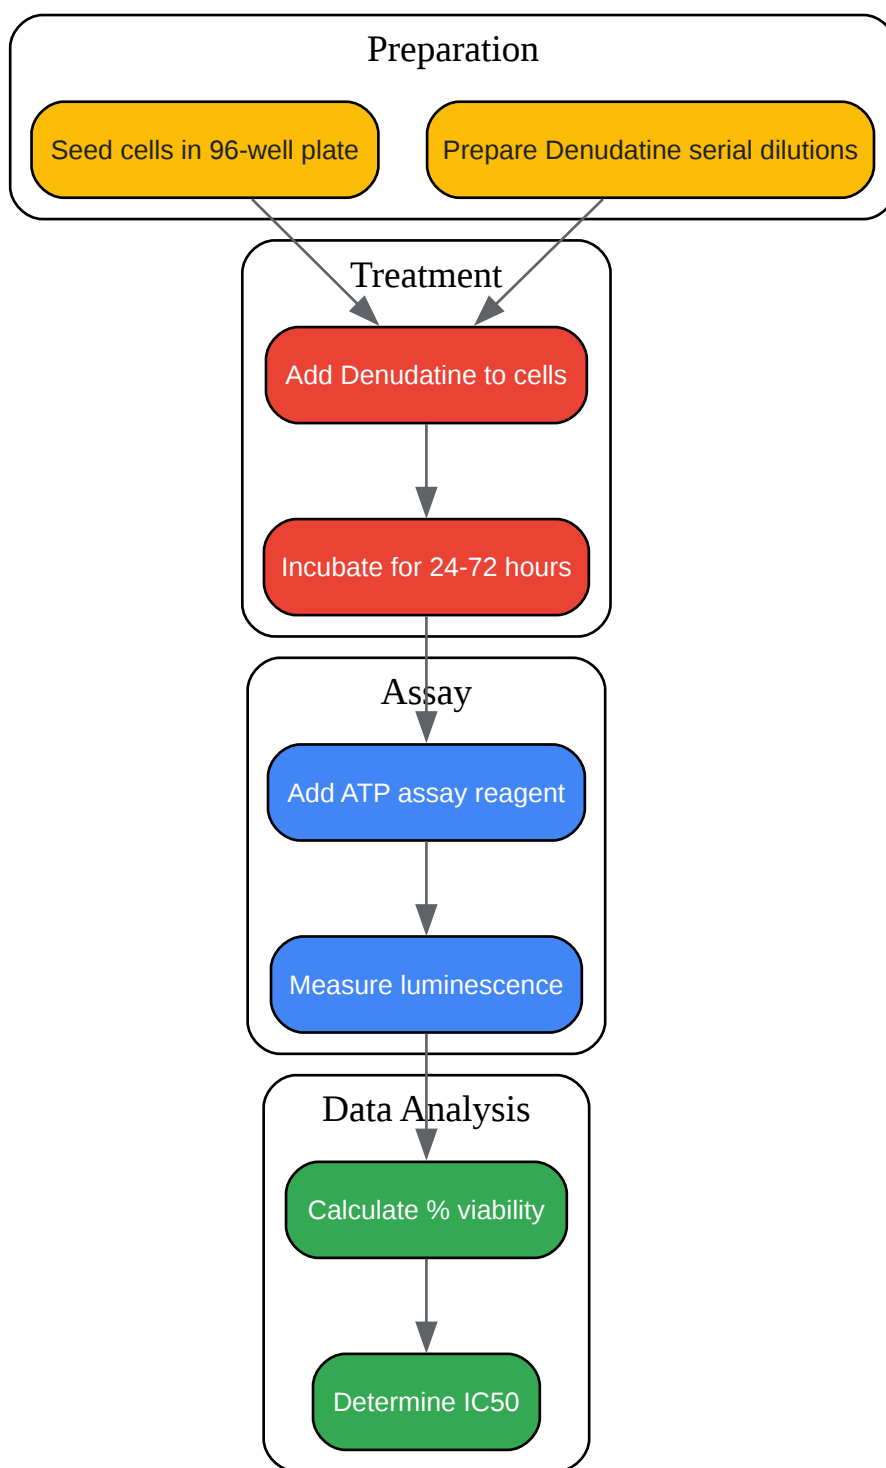 Preparation
Seed cells in 96-well plate
Prepare Denudatine serial dilutions
Treatment
Add Denudatine to cells
Incubate for 24-72 hours
Assay
Add ATP assay reagent
Measure luminescence
Data Analysis
Calculate % viability
Determine IC50